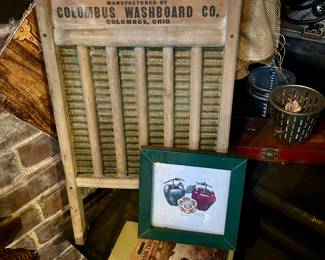 MANUFACTURED BY
COLUMBUS WASHBOARD CO.
COLUMBUS, OHIO